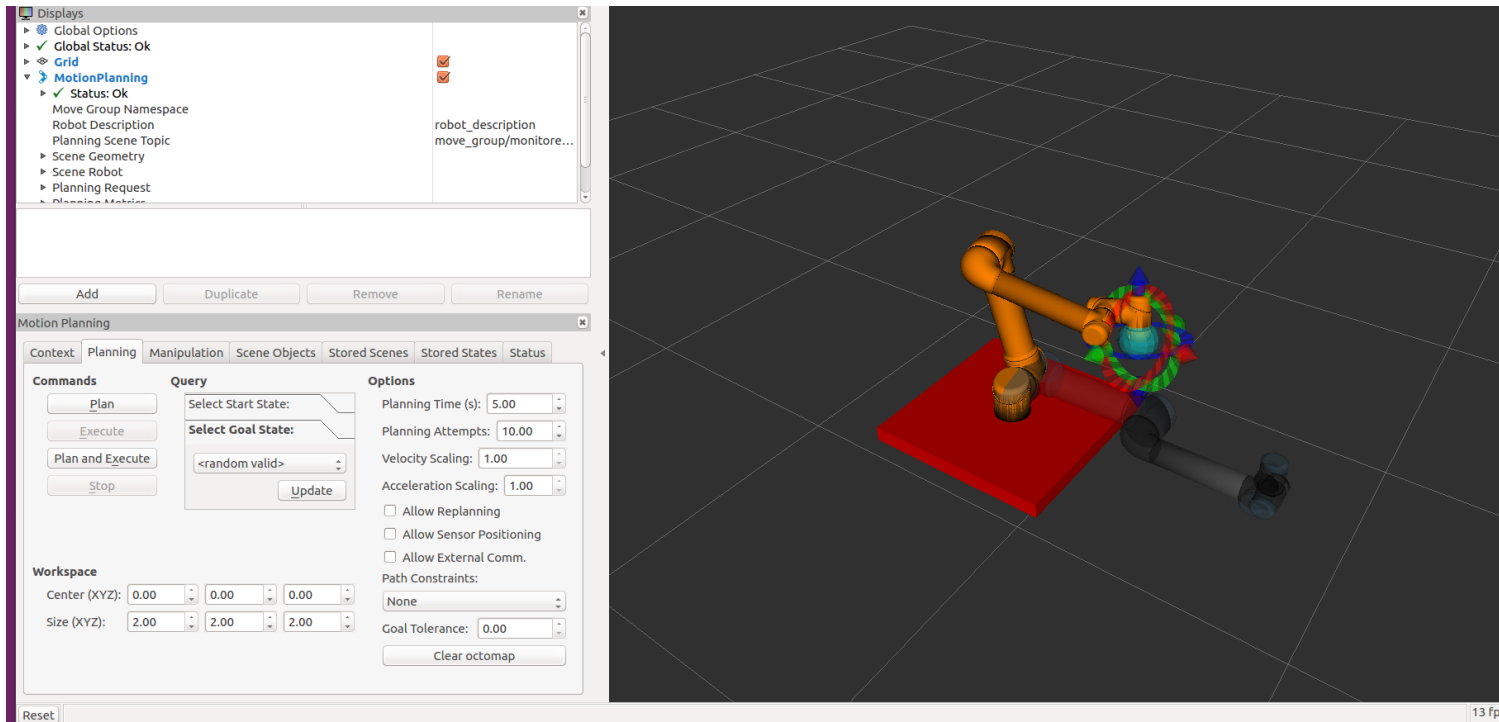 Displays
Global Options
Global Status: Ok
Grid
MotionPlanning
Status: Ok
Move Group Namespace
Robot Description robot_description
Planning Scene Topic move_group/monitore...
Scene Geometry
Scene Robot
Planning Request
Planning Metrics
Add Duplicate Remove Rename
Motion Planning
Context Planning Manipulation Scene Objects Stored Scenes Stored States Status
Commands Query Options
Plan Select Start State: Planning Time (s): 5.00
Execute Select Goal State: Planning Attempts: 10.00
Plan and Execute <random valid> Velocity Scaling: 1.00
Stop Update Acceleration Scaling: 1.00
Allow Replanning
Allow Sensor Positioning
Allow External Comm.
Workspace Path Constraints:
Center (XYZ): 0.00 0.00 0.00 None
Size (XYZ): 2.00 2.00 2.00 Goal Tolerance: 0.00
Clear octomap
Reset 13 fp